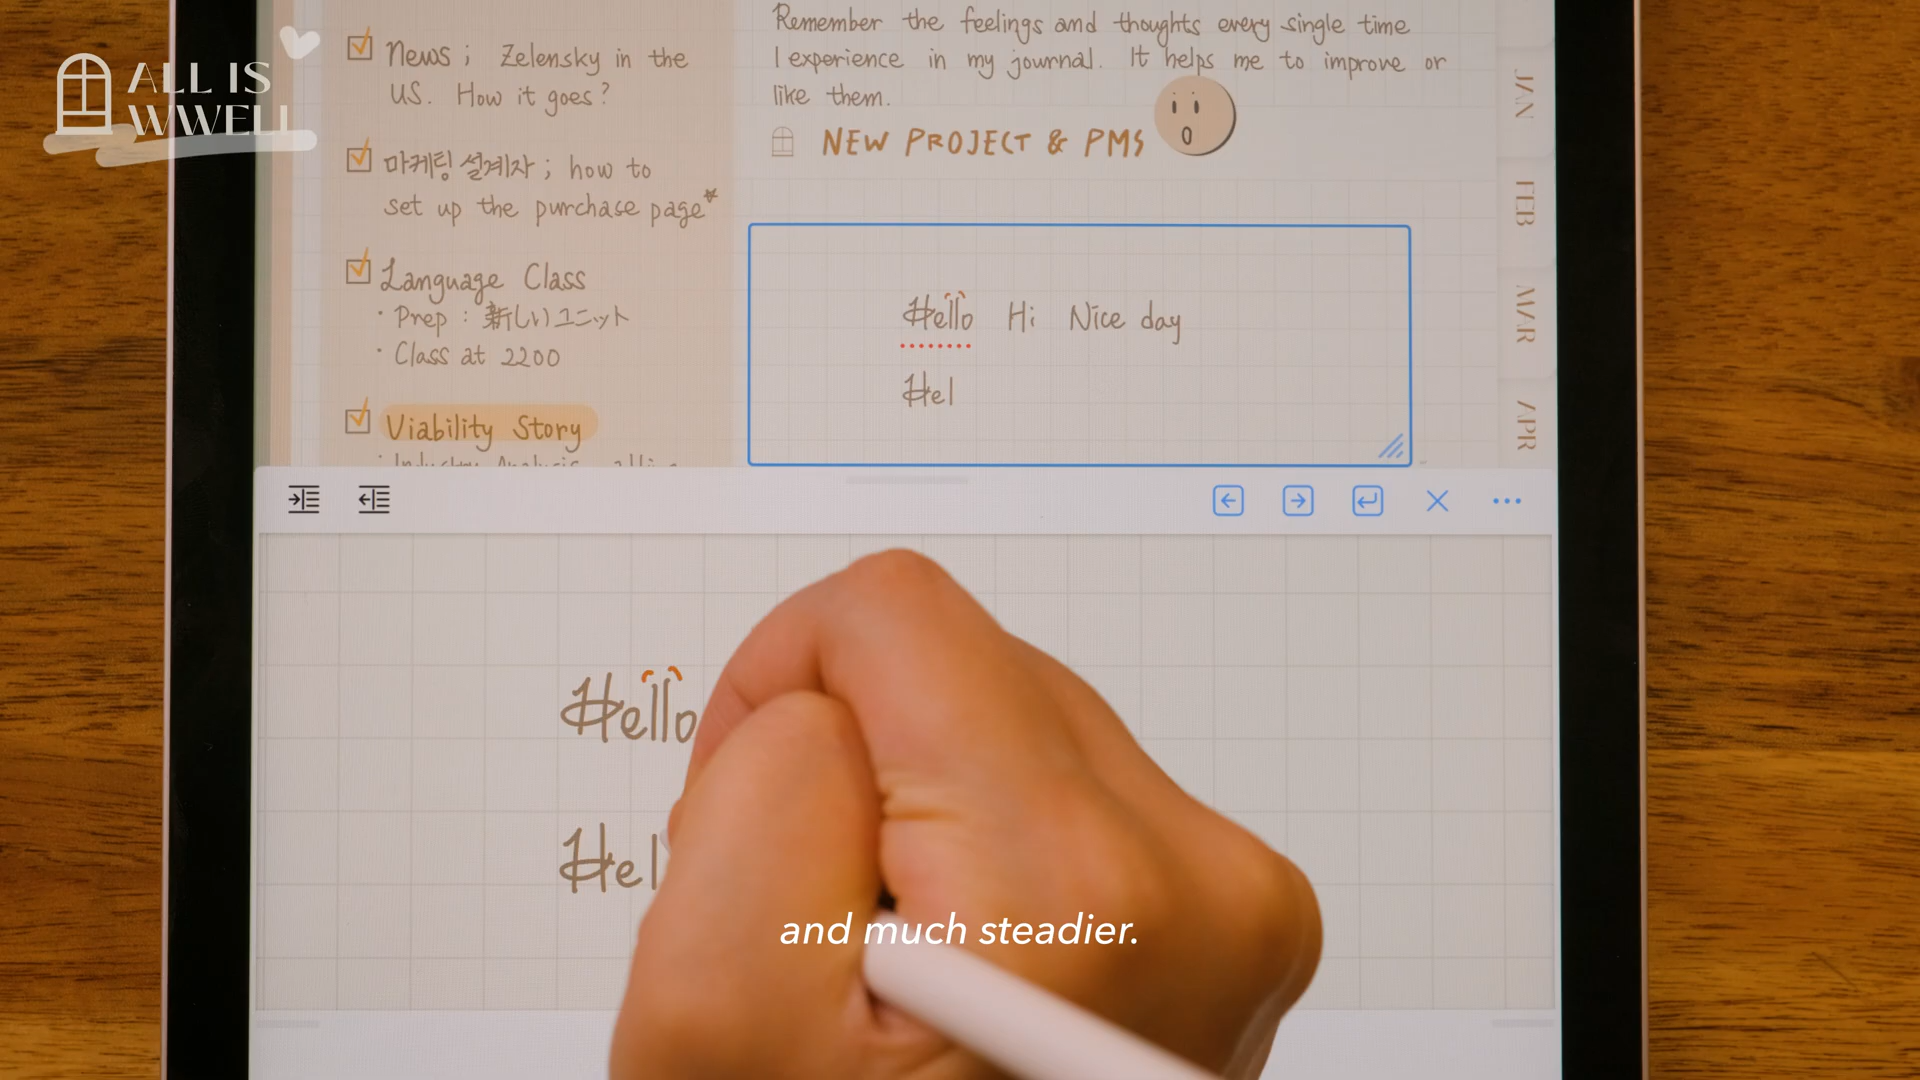 ALL IS
WWELL
News ; Zelensky in the
US. How it goes?
마케팅 설계자 ; how to
set up the purchase page*
Language Class
· Prep : 新しいユニット
· Class at 2200
Viability Story
Remember the feelings and thoughts every single time
I experience in my journal. It helps me to improve or
like them.
NEW PROJECT & PMS
Hello Hi Nice day
Hel
JAN
FEB
MAR
APR
Hello
Hel
and much steadier.